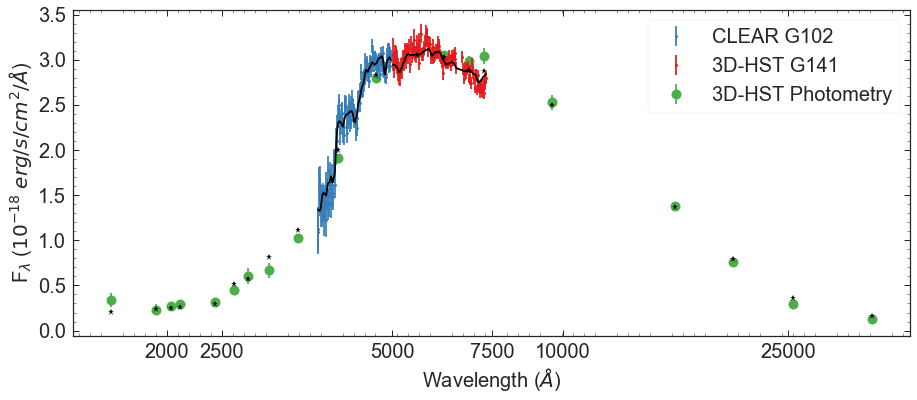 CLEAR G102
3D-HST G141
3D-HST Photometry
3.5
3.0
2.5
2.0
1.5
1.0
0.5
0.0
F_λ (10^{-18} erg/s/cm^2/Å)
2000 2500 5000 7500 10000 25000
Wavelength (Å)